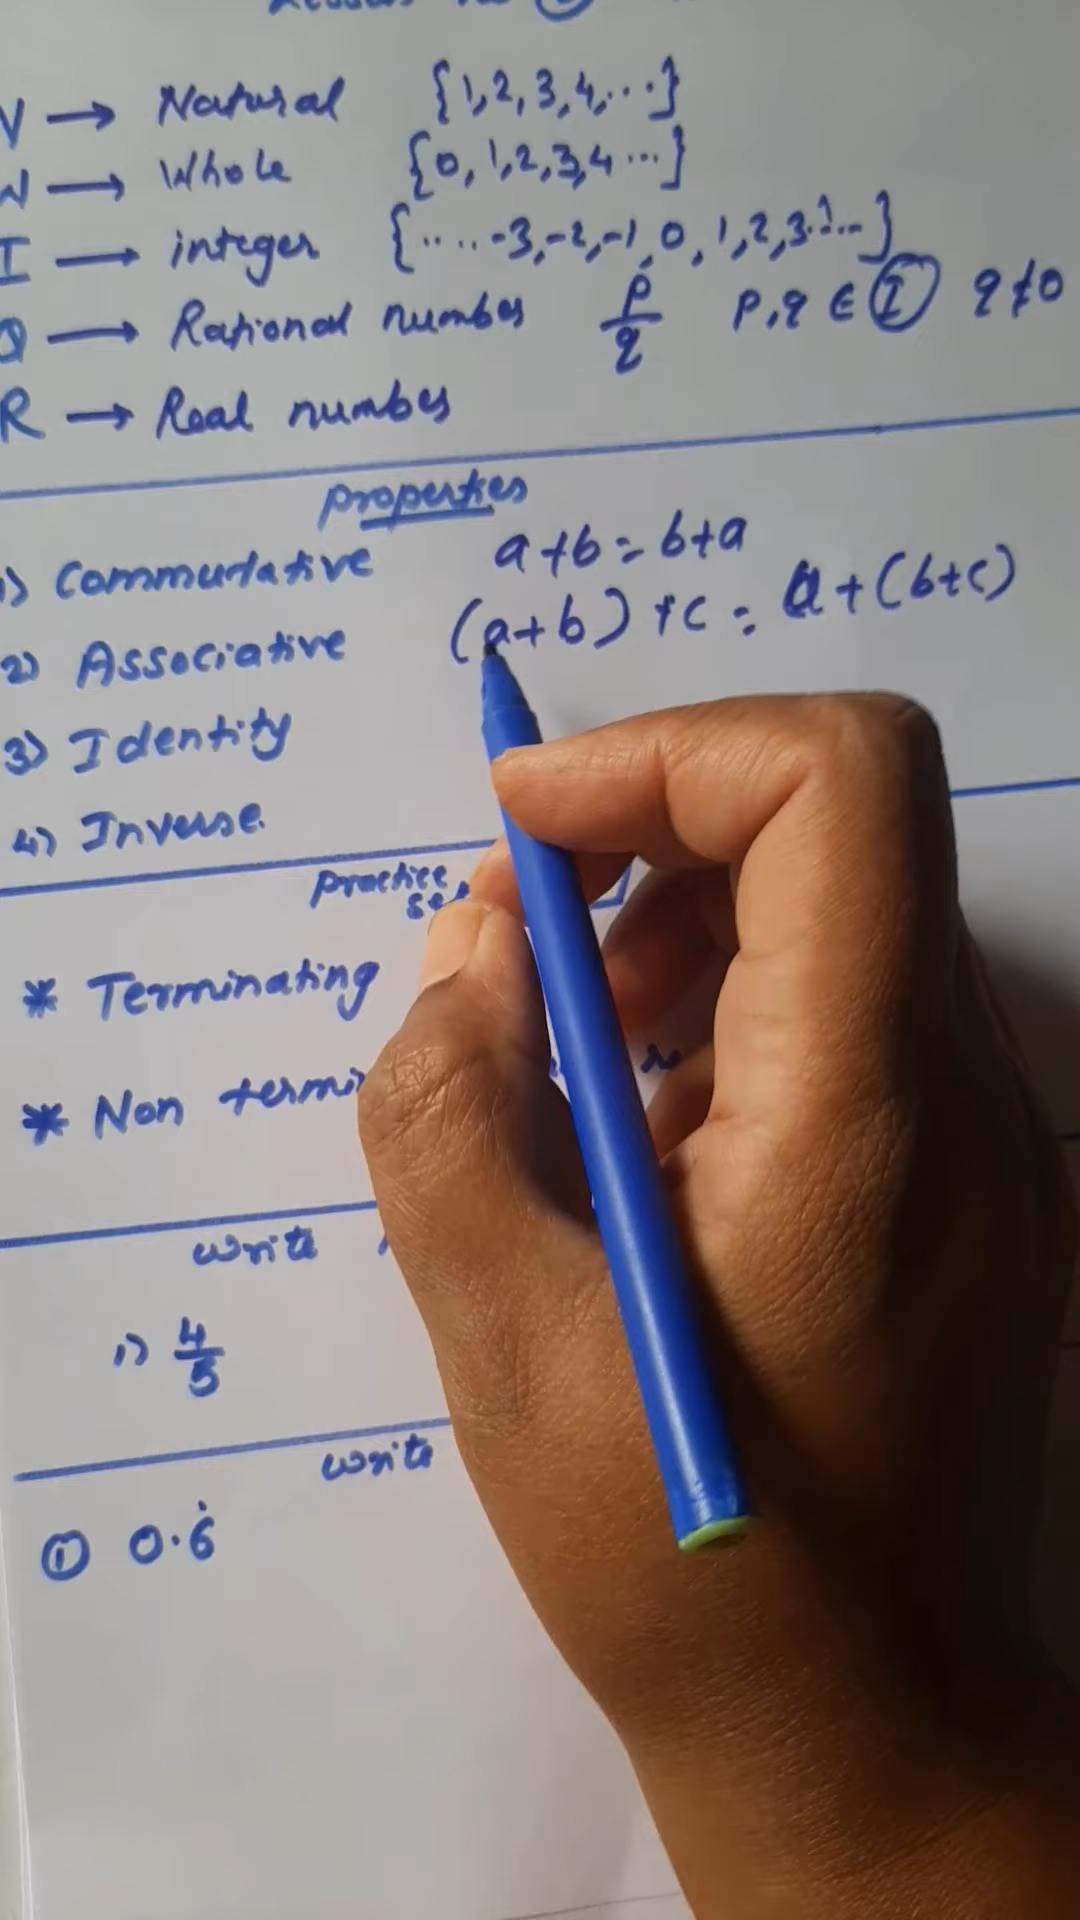 N → Natural {1,2,3,4,...}
W → Whole {0,1,2,3,4...}
I → integer {.....-3,-2,-1,0,1,2,3...}
Q → Rational number p/q p,q ∈ I q≠0
R → Real number
Properties
1) Commutative a+b=b+a
2) Associative (a+b)+c=a+(b+c)
3) Identity
4) Inverse
Practice
* Terminating
* Non
write
1) 4/5
write
① 0.6̇